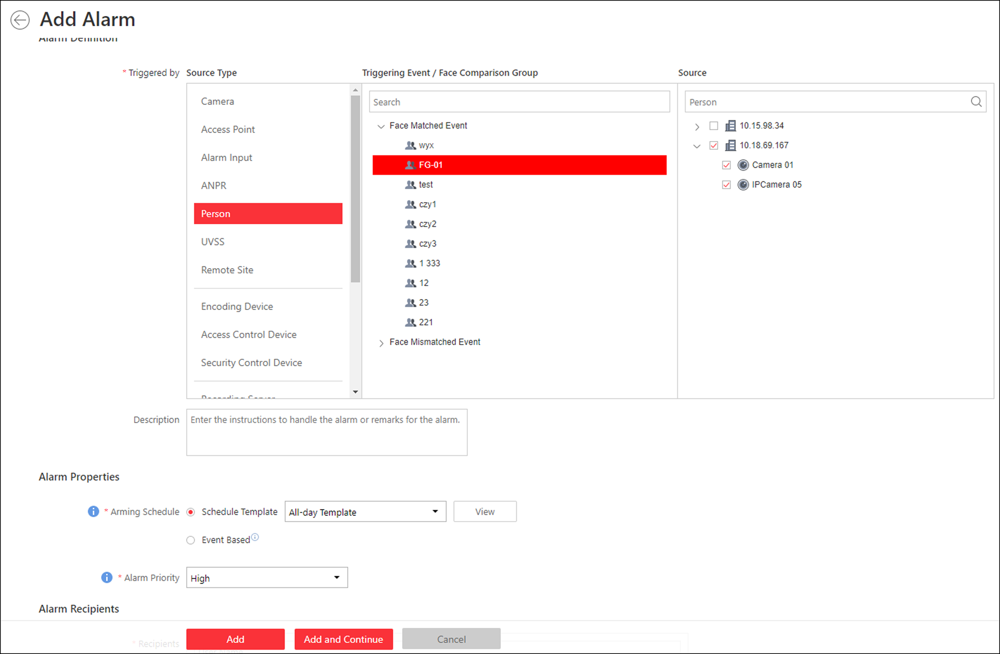 Add Alarm
Alarm Definition
* Triggered by
Source Type
Triggering Event / Face Comparison Group
Source
Camera
Access Point
Alarm Input
ANPR
Person
UVSS
Remote Site
Encoding Device
Access Control Device
Security Control Device
Recording Server
Search
Face Matched Event
wyx
FG-01
test
czy1
czy2
czy3
1 333
12
23
221
Face Mismatched Event
Person
10.15.98.34
10.18.69.167
Camera 01
IPCamera 05
Description
Enter the instructions to handle the alarm or remarks for the alarm.
Alarm Properties
* Arming Schedule
Schedule Template
All-day Template
View
Event Based
* Alarm Priority
High
Alarm Recipients
* Recipients
Add
Add and Continue
Cancel